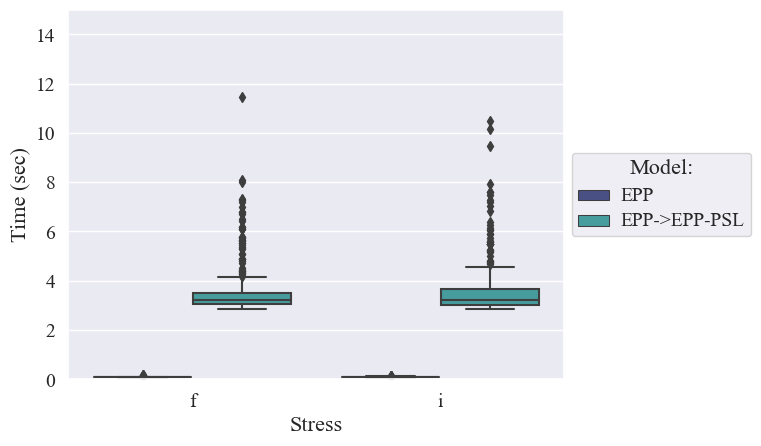 14
12
10
8
6
4
2
0
Time (sec)
f
i
Stress
Model:
EPP
EPP->EPP-PSL